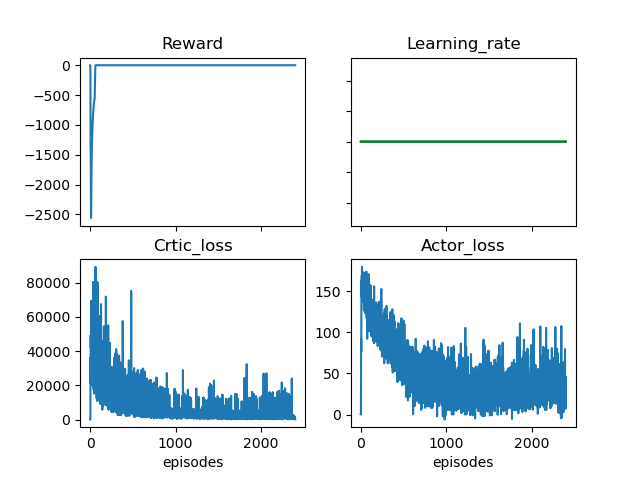 Reward
Learning_rate
0
−500
−1000
−1500
−2000
−2500
Crtic_loss
Actor_loss
80000
60000
40000
20000
0
150
100
50
0
0 1000 2000
0 1000 2000
episodes
episodes